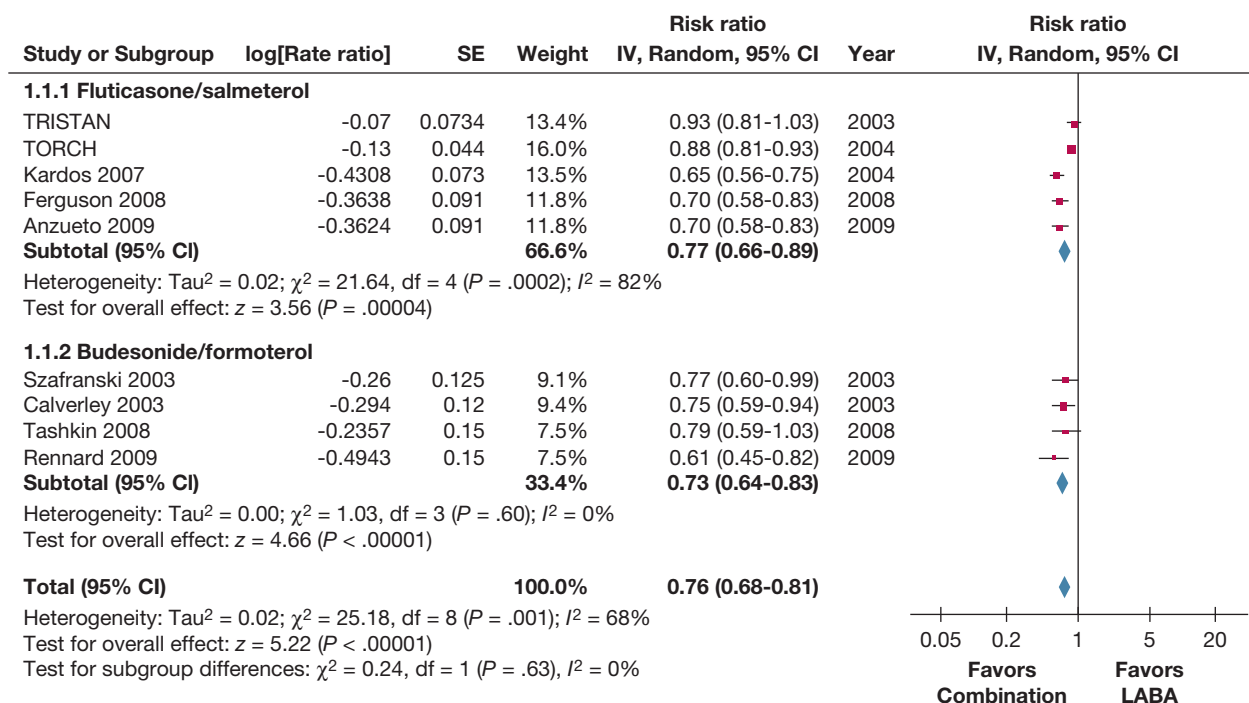 Risk ratio Risk ratio
Study or Subgroup log[Rate ratio] SE Weight IV, Random, 95% CI Year IV, Random, 95% CI
1.1.1 Fluticasone/salmeterol
TRISTAN -0.07 0.0734 13.4% 0.93 (0.81-1.03) 2003
TORCH -0.13 0.044 16.0% 0.88 (0.81-0.93) 2004
Kardos 2007 -0.4308 0.073 13.5% 0.65 (0.56-0.75) 2004
Ferguson 2008 -0.3638 0.091 11.8% 0.70 (0.58-0.83) 2008
Anzueto 2009 -0.3624 0.091 11.8% 0.70 (0.58-0.83) 2009
Subtotal (95% CI) 66.6% 0.77 (0.66-0.89)
Heterogeneity: Tau² = 0.02; χ² = 21.64, df = 4 (P = .0002); I² = 82%
Test for overall effect: z = 3.56 (P = .00004)
1.1.2 Budesonide/formoterol
Szafranski 2003 -0.26 0.125 9.1% 0.77 (0.60-0.99) 2003
Calverley 2003 -0.294 0.12 9.4% 0.75 (0.59-0.94) 2003
Tashkin 2008 -0.2357 0.15 7.5% 0.79 (0.59-1.03) 2008
Rennard 2009 -0.4943 0.15 7.5% 0.61 (0.45-0.82) 2009
Subtotal (95% CI) 33.4% 0.73 (0.64-0.83)
Heterogeneity: Tau² = 0.00; χ² = 1.03, df = 3 (P = .60); I² = 0%
Test for overall effect: z = 4.66 (P < .00001)
Total (95% CI) 100.0% 0.76 (0.68-0.81)
Heterogeneity: Tau² = 0.02; χ² = 25.18, df = 8 (P = .001); I² = 68%
Test for overall effect: z = 5.22 (P < .00001)
Test for subgroup differences: χ² = 0.24, df = 1 (P = .63), I² = 0%
0.05 0.2 1 5 20
Favors Favors
Combination LABA